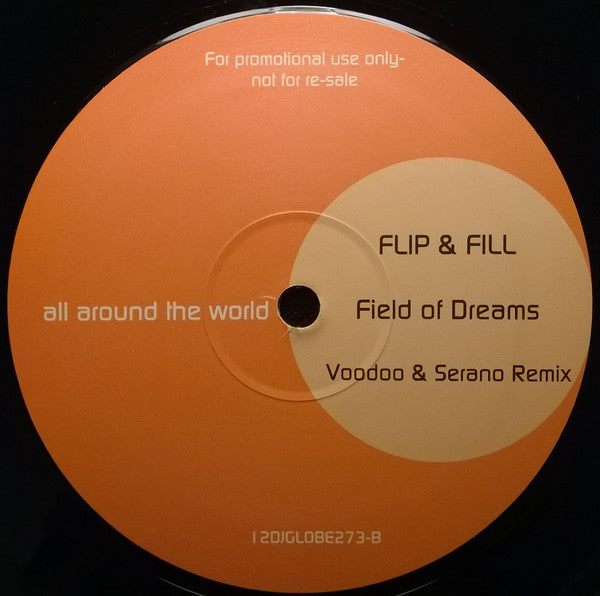 For promotional use only-
not for re-sale
FLIP & FILL
all around the world
Field of Dreams
Voodoo & Serano Remix
12DJGLOBE273-B